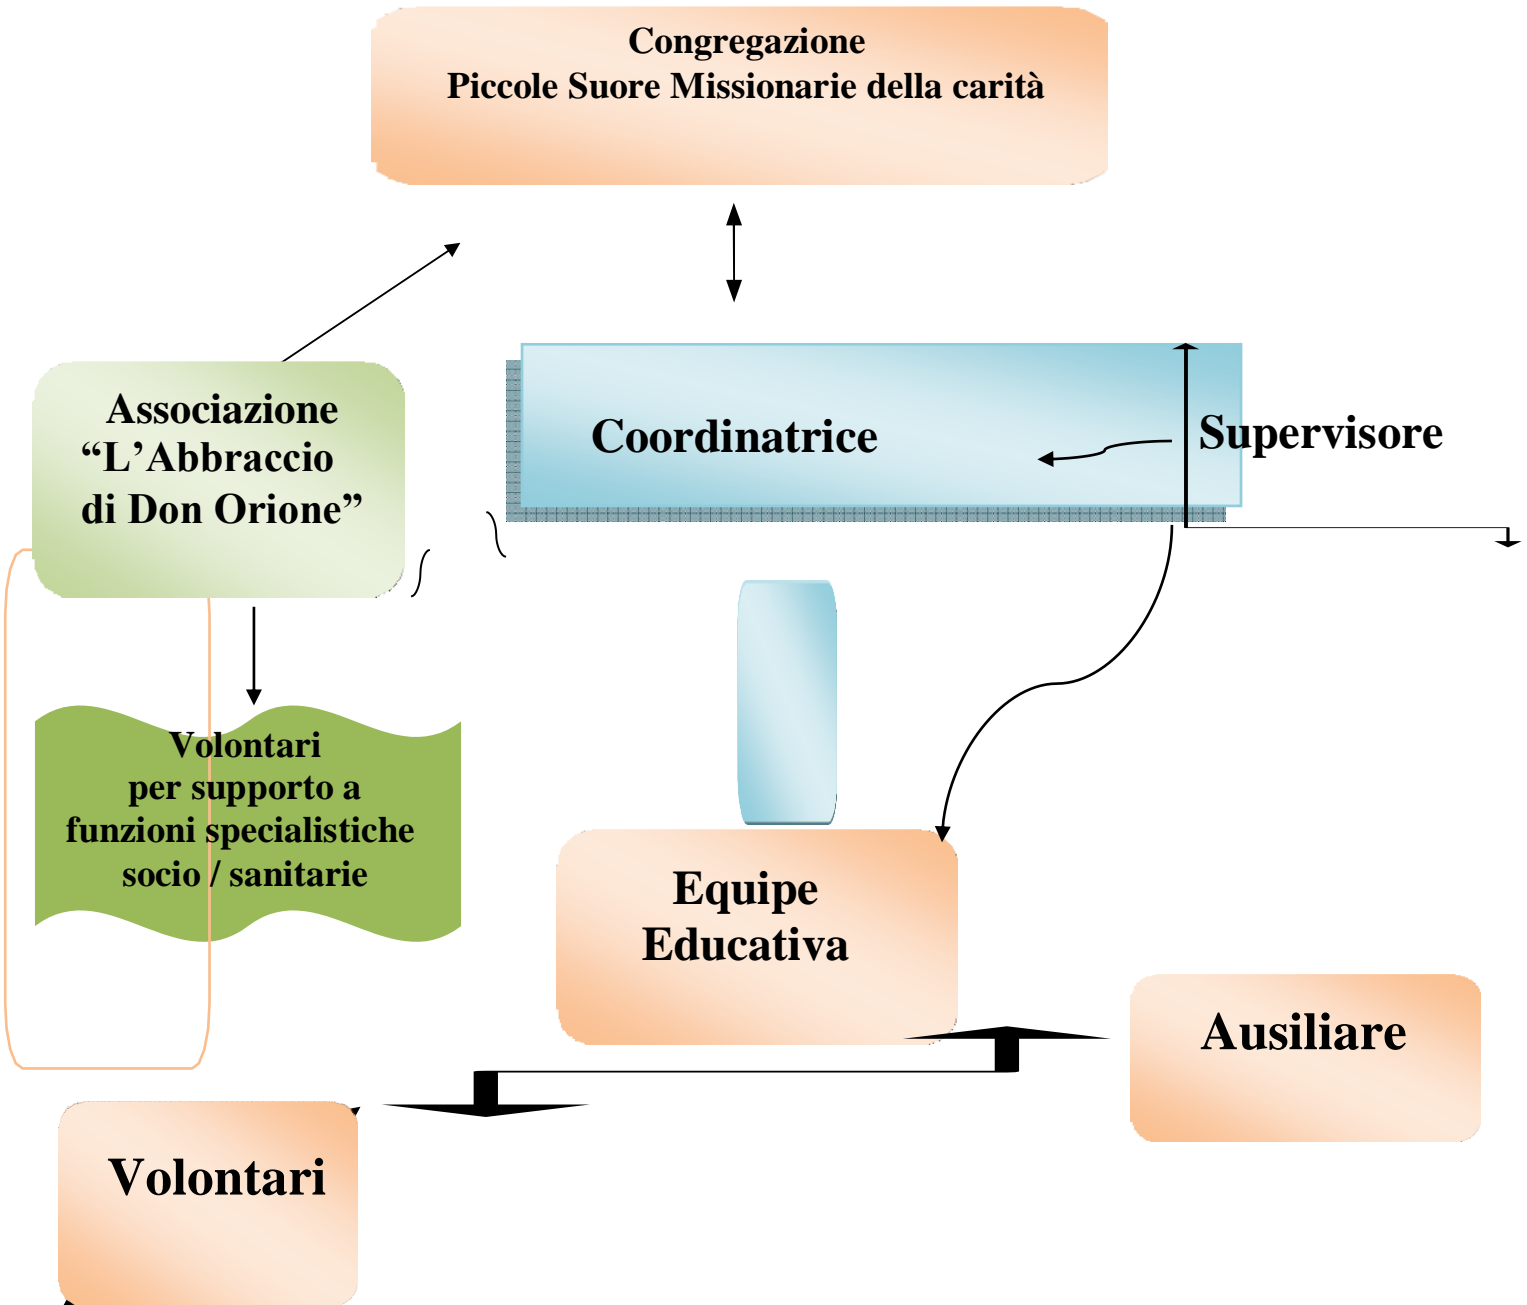 Congregazione
Piccole Suore Missionarie della carità
Associazione
“L’Abbraccio
di Don Orione”
Coordinatrice
Supervisore
Volontari
per supporto a
funzioni specialistiche
socio / sanitarie
Equipe
Educativa
Ausiliare
Volontari